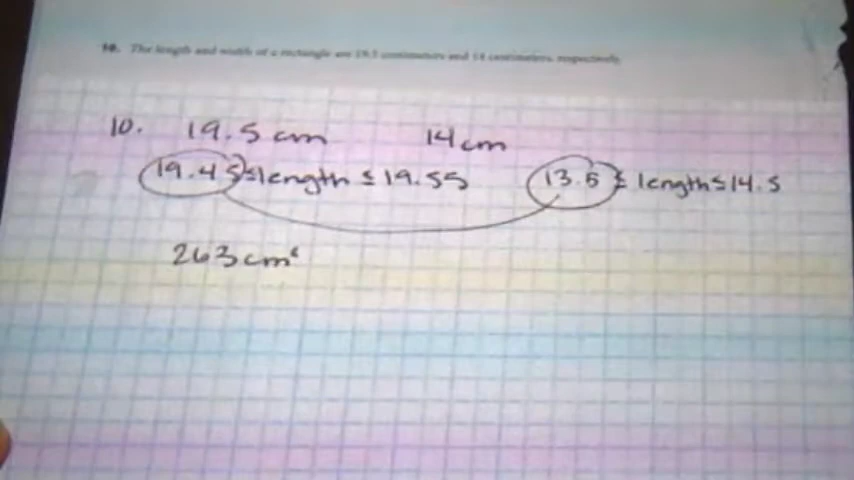 10. The length and width of a rectangle are 19.5 centimeters and 14 centimeters, respectively.
10. 19.5 cm 14 cm
19.45 ≤ length ≤ 19.55 13.5 ≤ length ≤ 14.5
263 cm²